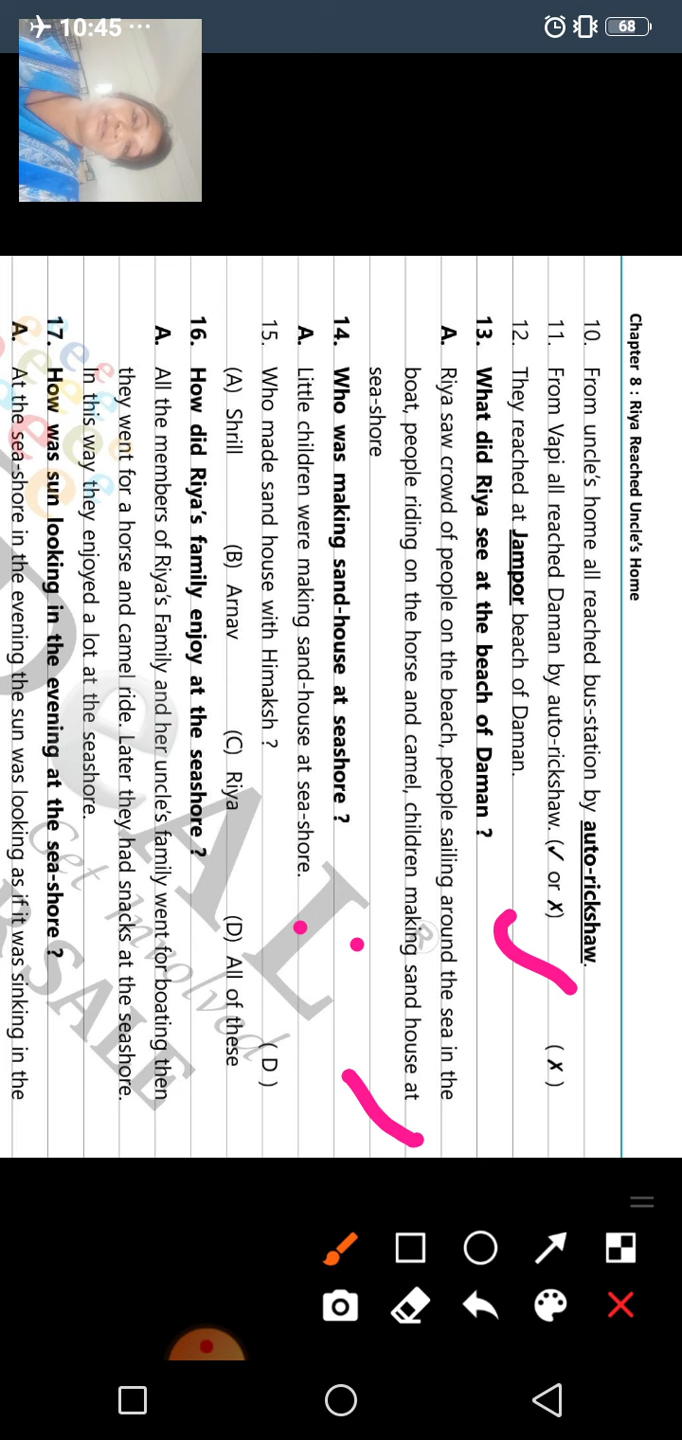 10:45 ...
68
Chapter 8 : Riya Reached Uncle's Home
10. From uncle's home all reached bus-station by auto-rickshaw.
11. From Vapi all reached Daman by auto-rickshaw. (✓ or ✗) ( ✗ )
12. They reached at Jampor beach of Daman.
13. What did Riya see at the beach of Daman ?
A. Riya saw crowd of people on the beach, people sailing around the sea in the
boat, people riding on the horse and camel, children making sand house at
sea-shore
14. Who was making sand-house at seashore ?
A. Little children were making sand-house at sea-shore.
15. Who made sand house with Himaksh ? ( D )
(A) Shrill (B) Arnav (C) Riya (D) All of these
16. How did Riya's family enjoy at the seashore ?
A. All the members of Riya's Family and her uncle's family went for boating then
they went for a horse and camel ride. Later they had snacks at the seashore.
In this way they enjoyed a lot at the seashore.
17. How was sun looking in the evening at the sea-shore ?
A. At the sea-shore in the evening the sun was looking as if it was sinking in the
DeAL
®
Get involved
R SALE